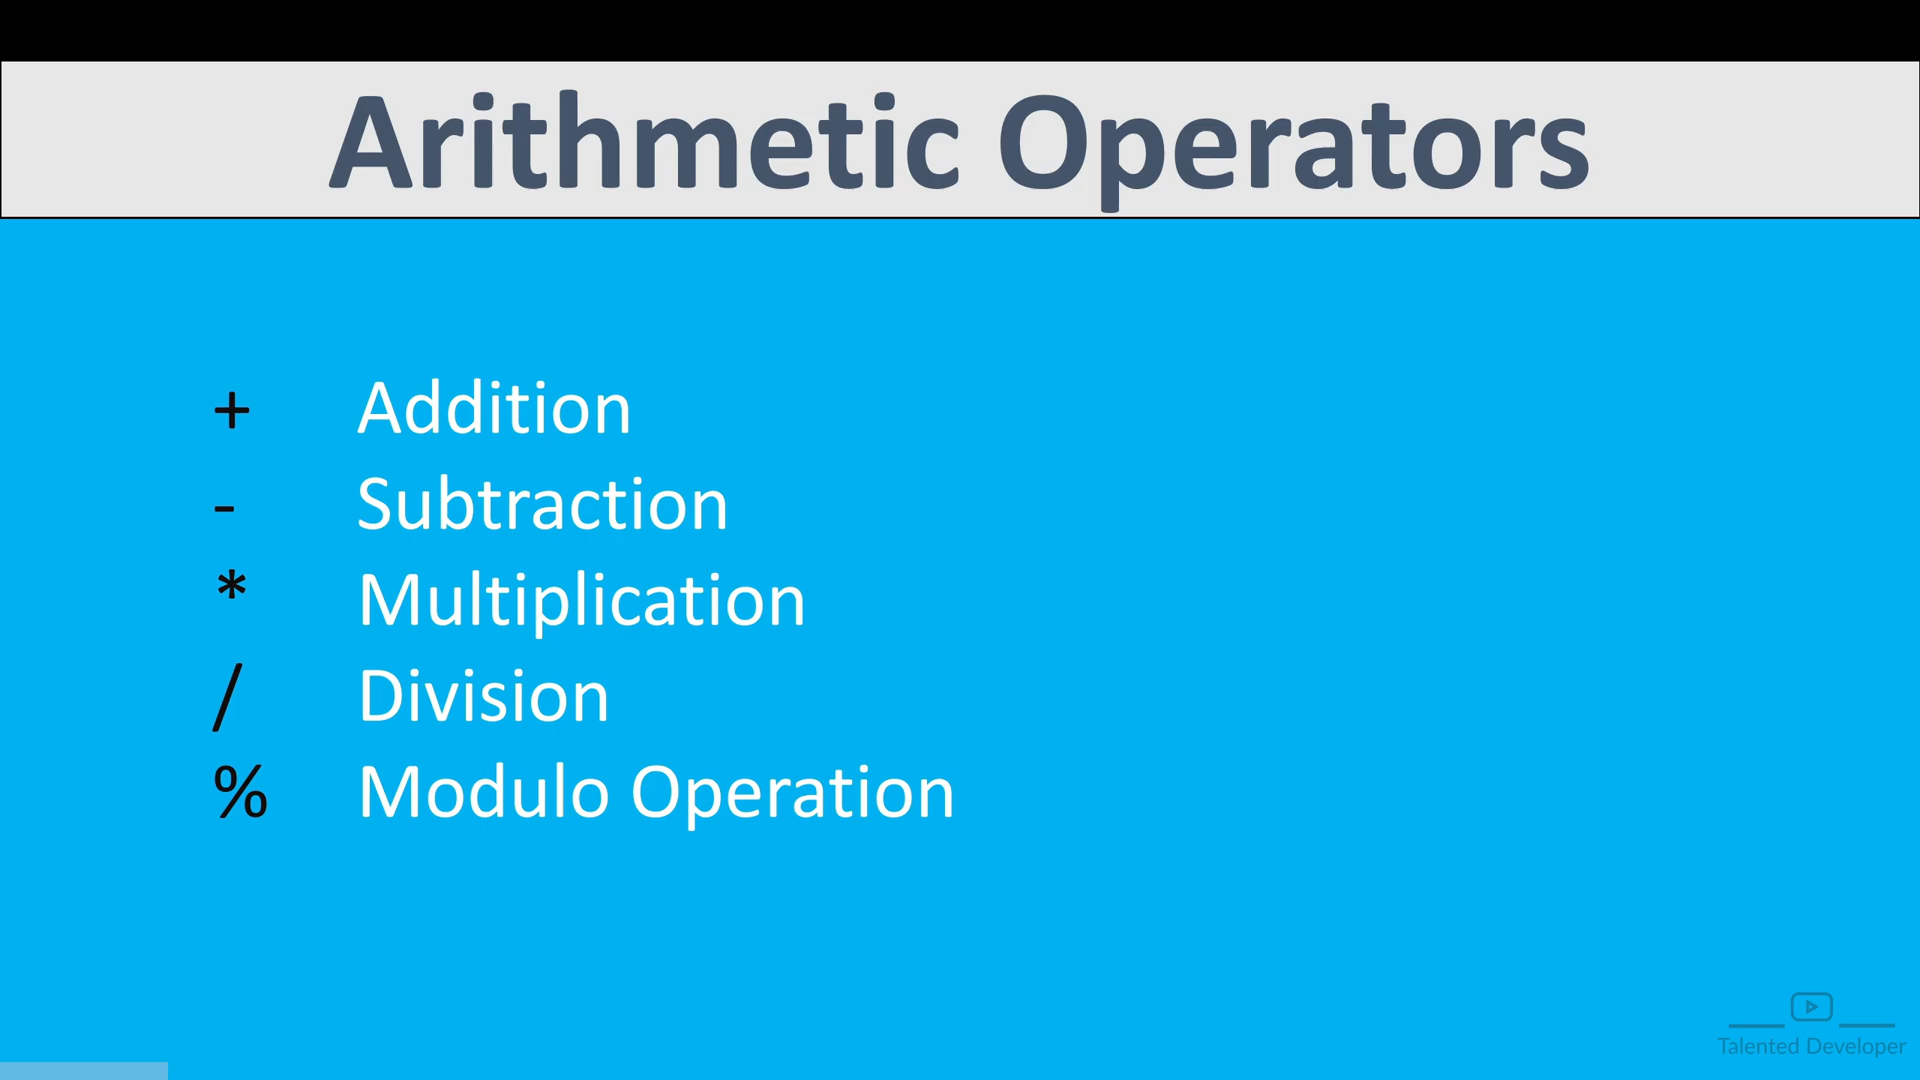 Arithmetic Operators
+ Addition
- Subtraction
* Multiplication
/ Division
% Modulo Operation
Talented Developer